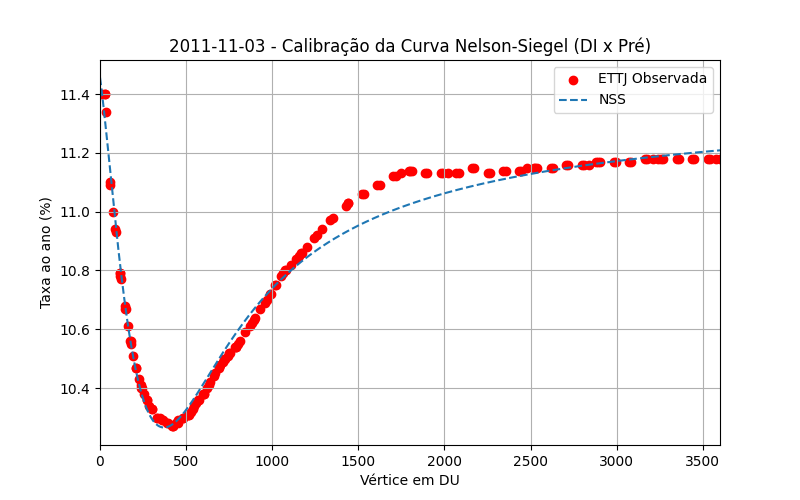 2011-11-03 - Calibração da Curva Nelson-Siegel (DI x Pré)
ETTJ Observada
NSS
Taxa ao ano (%)
11.4
11.2
11.0
10.8
10.6
10.4
0 500 1000 1500 2000 2500 3000 3500
Vértice em DU